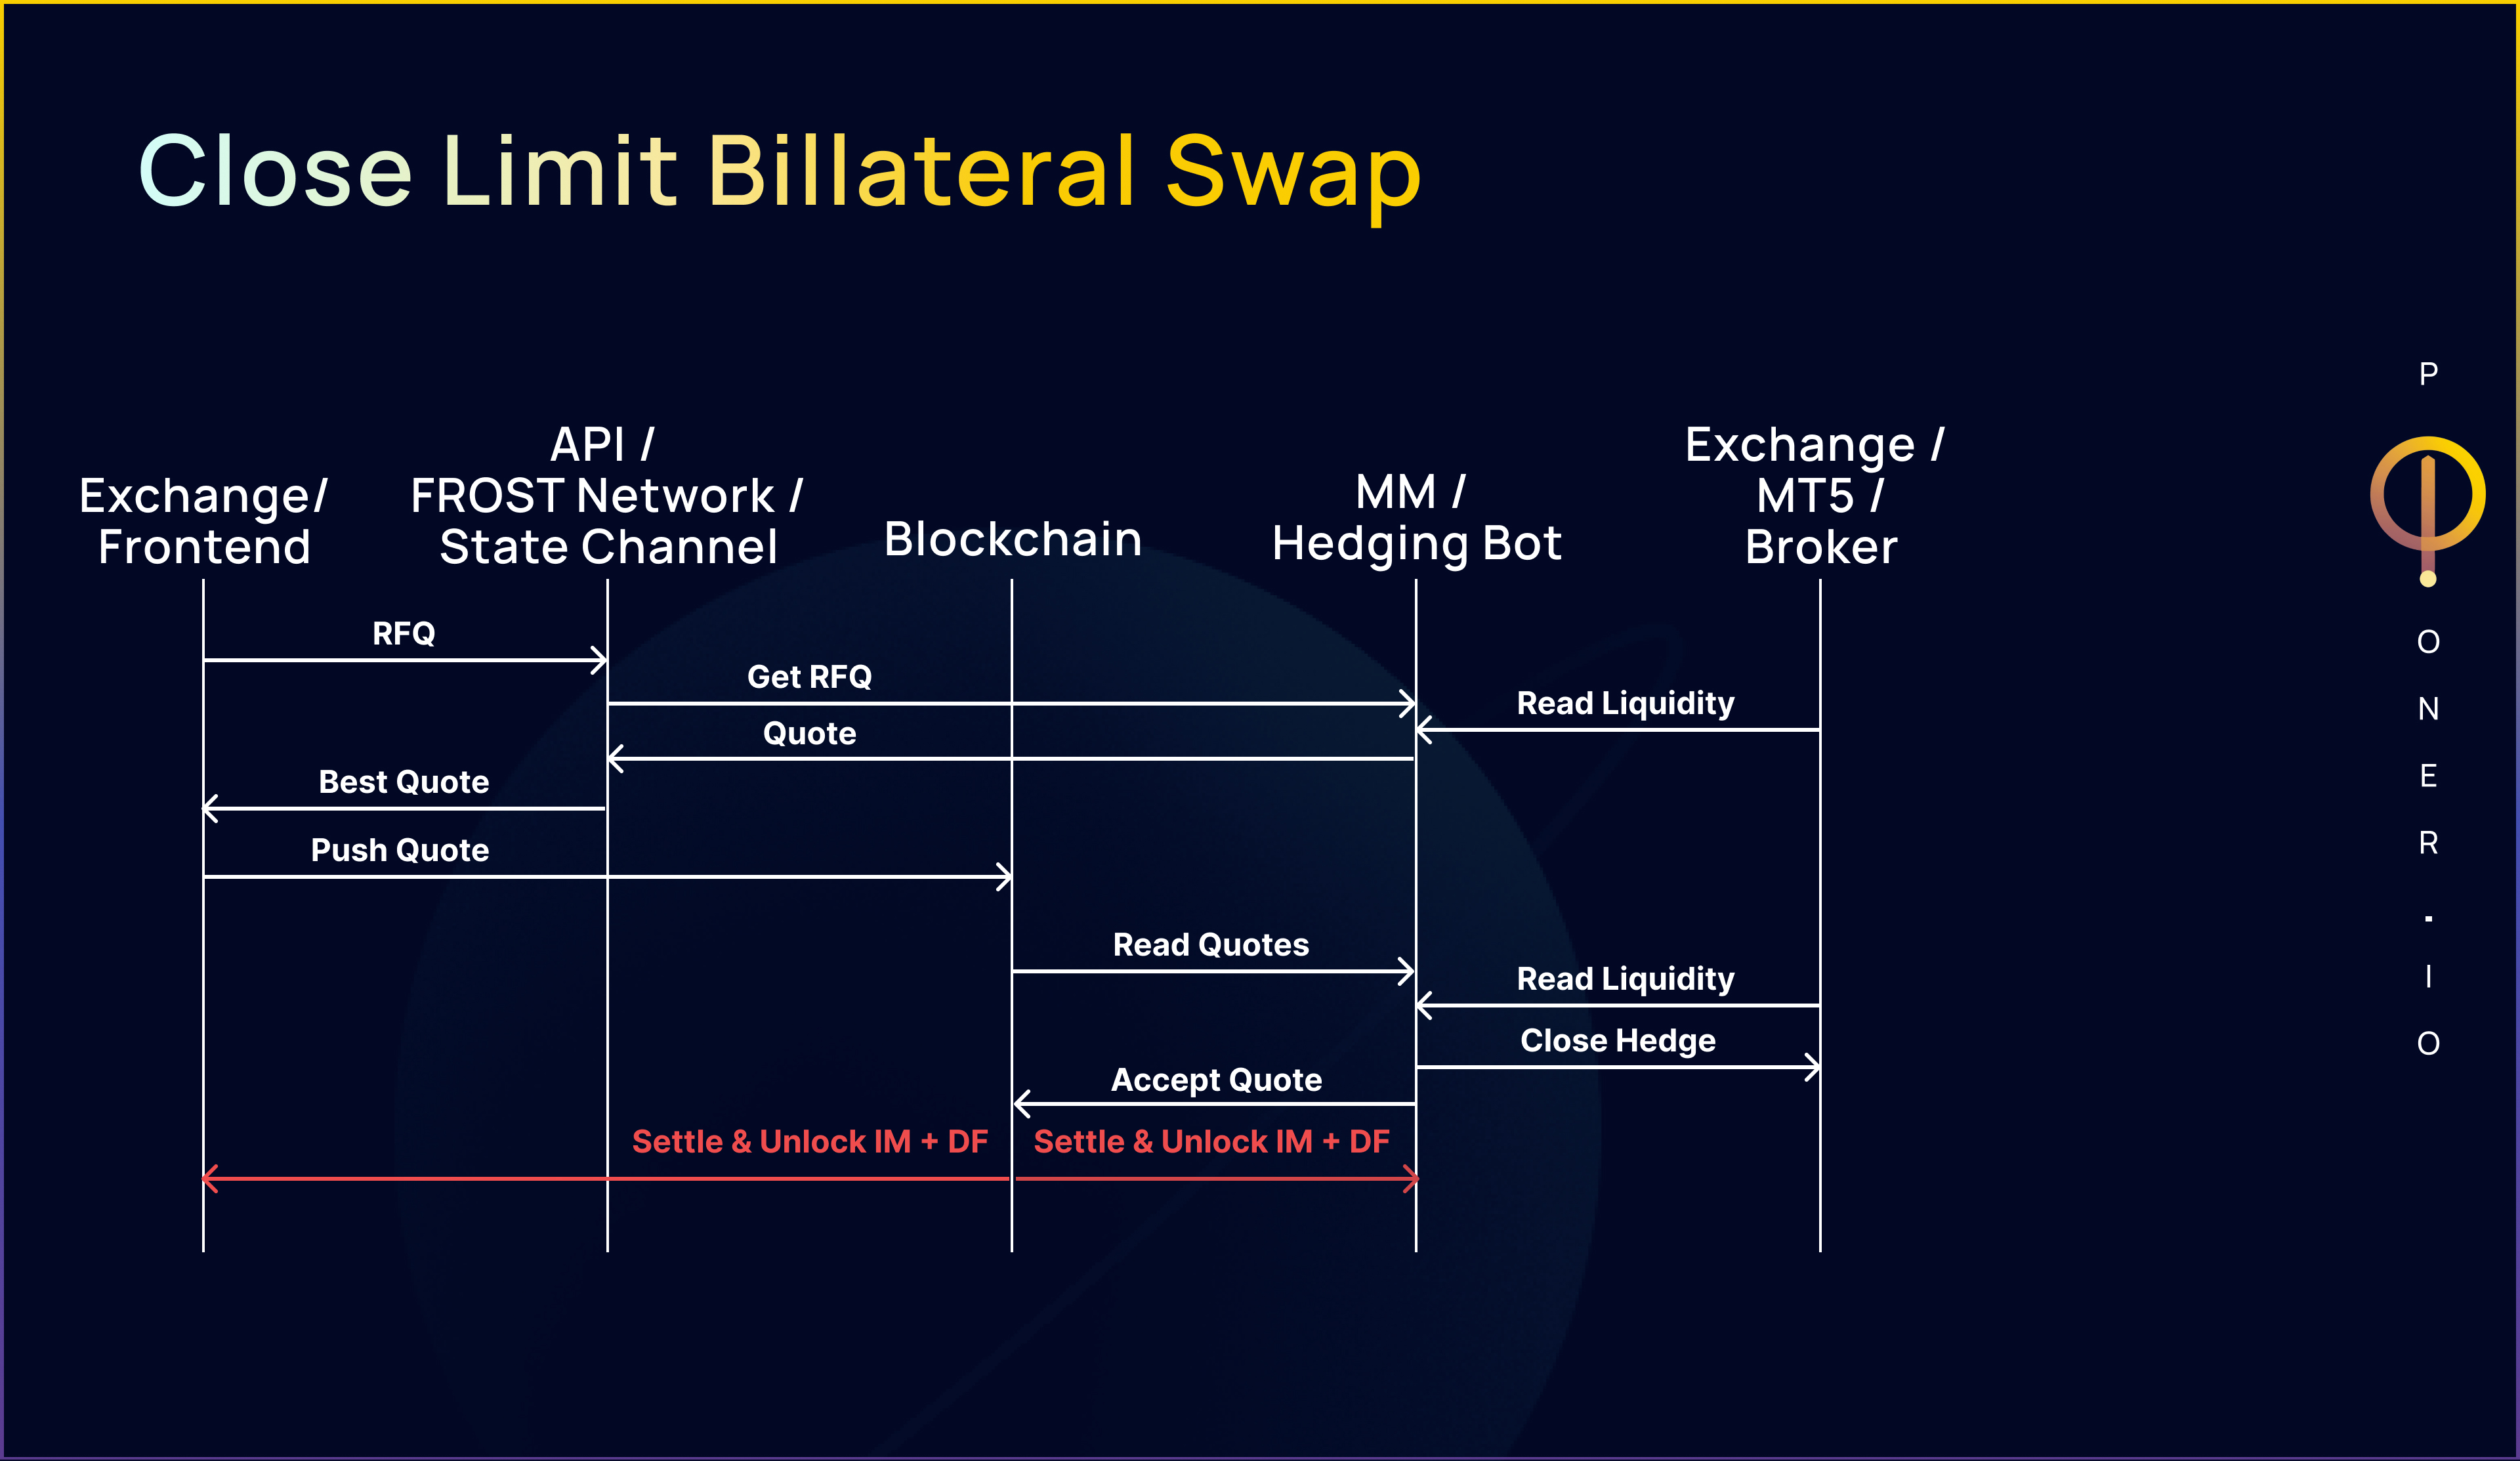 Close Limit Billateral Swap
Exchange/
Frontend
API /
FROST Network /
State Channel
Blockchain
MM /
Hedging Bot
Exchange /
MT5 /
Broker
RFQ
Get RFQ
Read Liquidity
Quote
Best Quote
Push Quote
Read Quotes
Read Liquidity
Close Hedge
Accept Quote
Settle & Unlock IM + DF
Settle & Unlock IM + DF
P
O
N
E
R
.
I
O